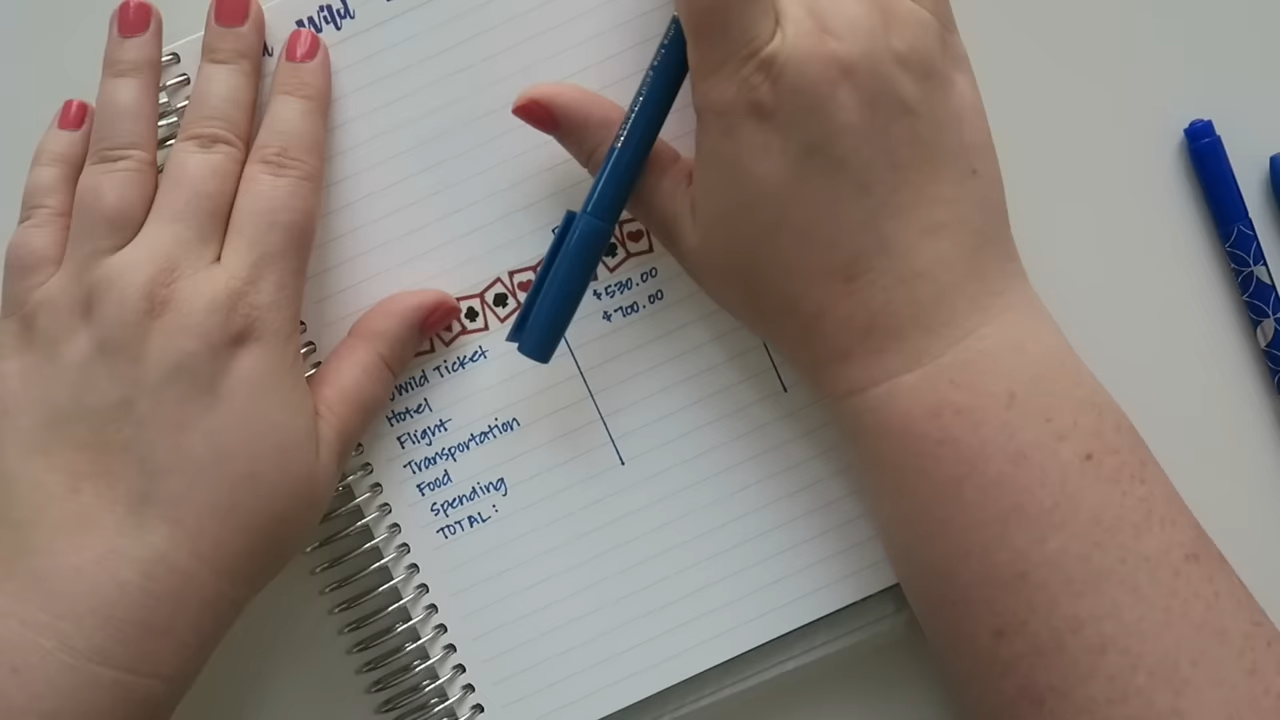 Wild
$530.00
$700.00
Wild Ticket
Hotel
Flight
Transportation
Food
Spending
TOTAL: